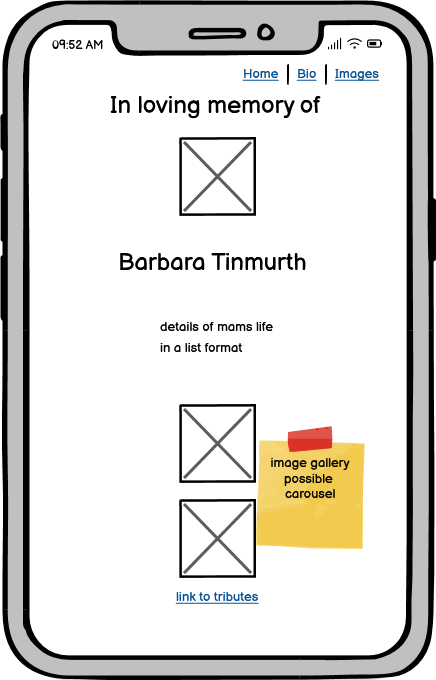 09:52 AM
Home | Bio | Images
In loving memory of
Barbara Tinmurth
details of mams life
in a list format
image gallery
possible
carousel
link to tributes